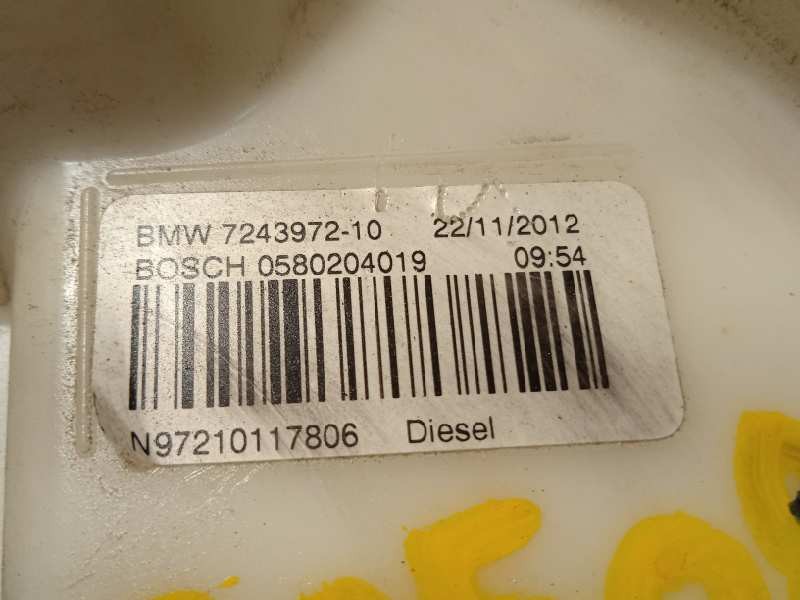 BMW 7243972-10 22/11/2012
BOSCH 0580204019 09:54
N97210117806 Diesel